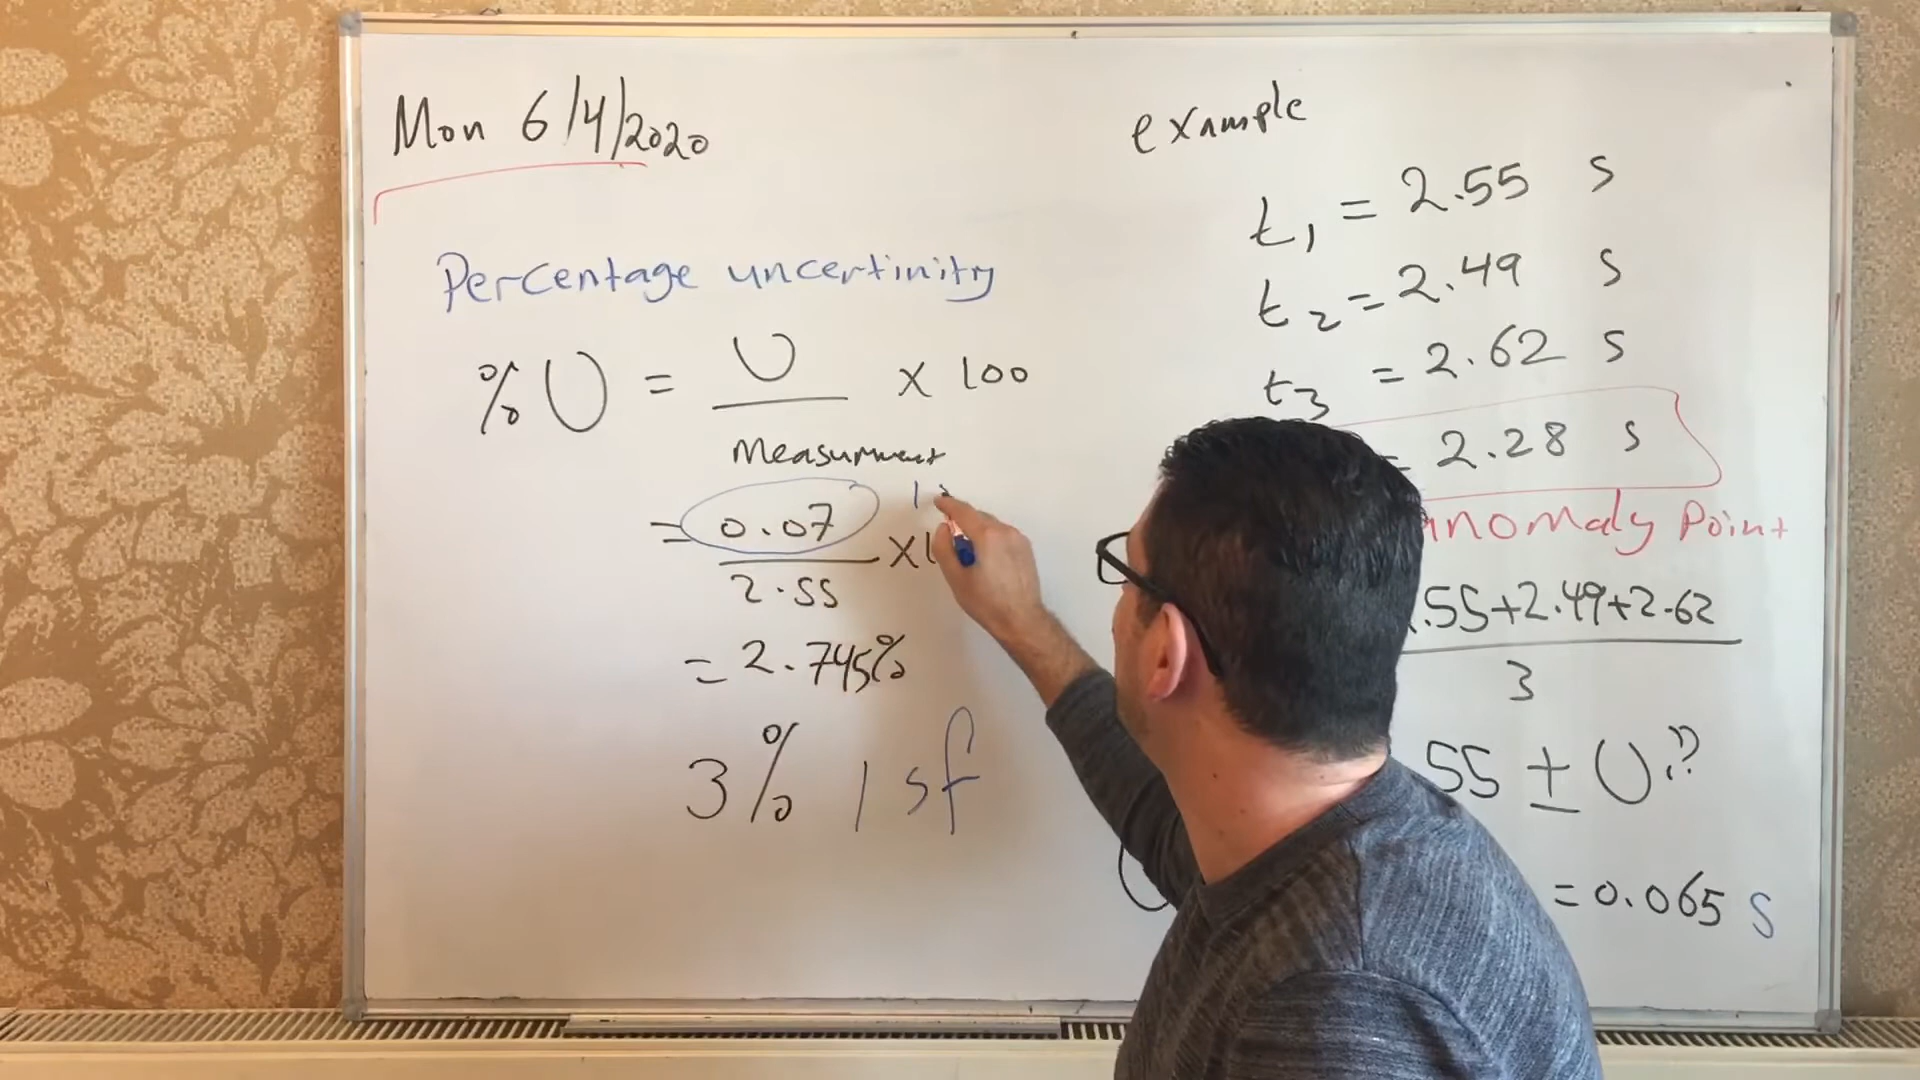 Mon 6/4/2020
Percentage uncertinity
%U = U × 100
Measurment
= 0.07 ×1
2.55
= 2.745%
3% 1 sf
example
t1 = 2.55 s
t2 = 2.49 s
t3 = 2.62 s
= 2.28 s
anomaly Point
.55+2.49+2.62
3
55 ± U??
= 0.065 s